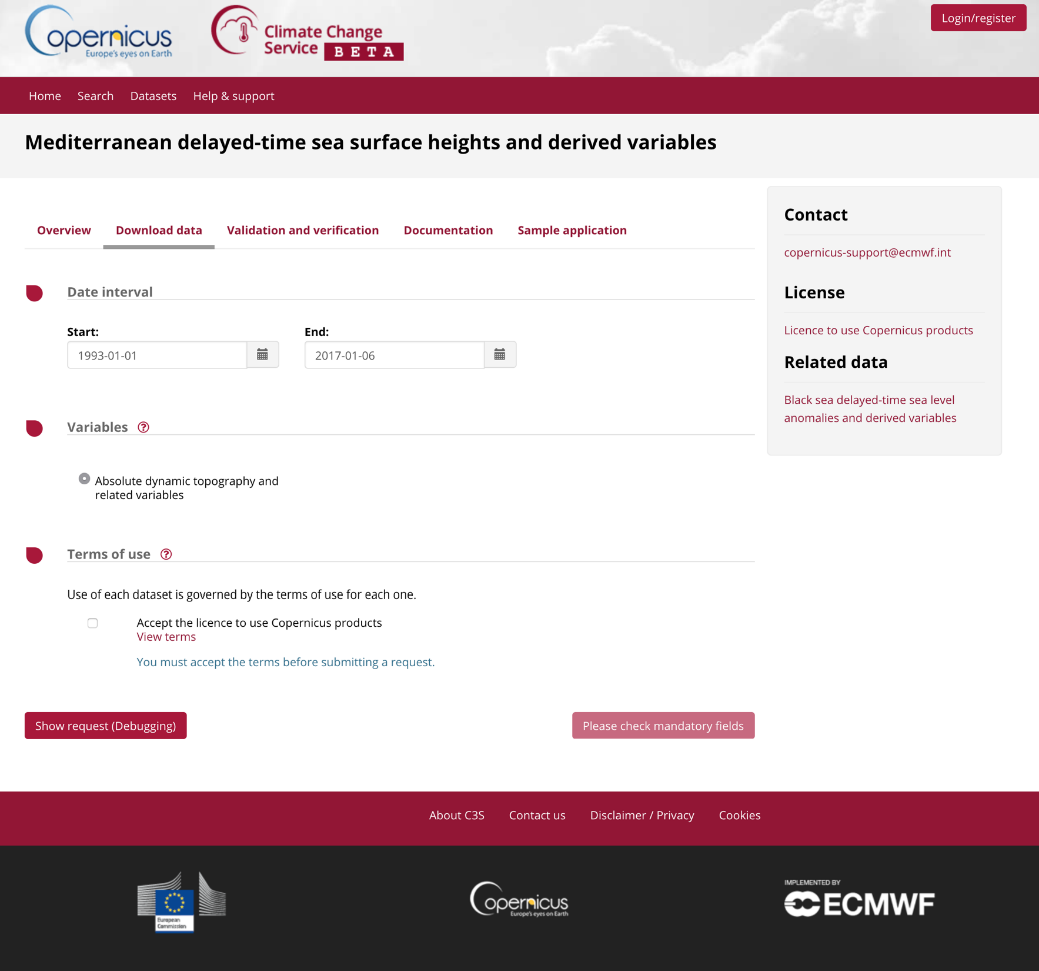 opernicus
Europe's eyes on Earth
Climate Change
Service BETA
Login/register
Home Search Datasets Help & support
Mediterranean delayed-time sea surface heights and derived variables
Overview Download data Validation and verification Documentation Sample application
Date interval
Start: End:
1993-01-01 2017-01-06
Variables ?
Absolute dynamic topography and
related variables
Terms of use ?
Use of each dataset is governed by the terms of use for each one.
Accept the licence to use Copernicus products
View terms
You must accept the terms before submitting a request.
Show request (Debugging) Please check mandatory fields
Contact
copernicus-support@ecmwf.int
License
Licence to use Copernicus products
Related data
Black sea delayed-time sea level
anomalies and derived variables
About C3S Contact us Disclaimer / Privacy Cookies
European
Commission
opernicus
Europe's eyes on Earth
IMPLEMENTED BY
ECMWF